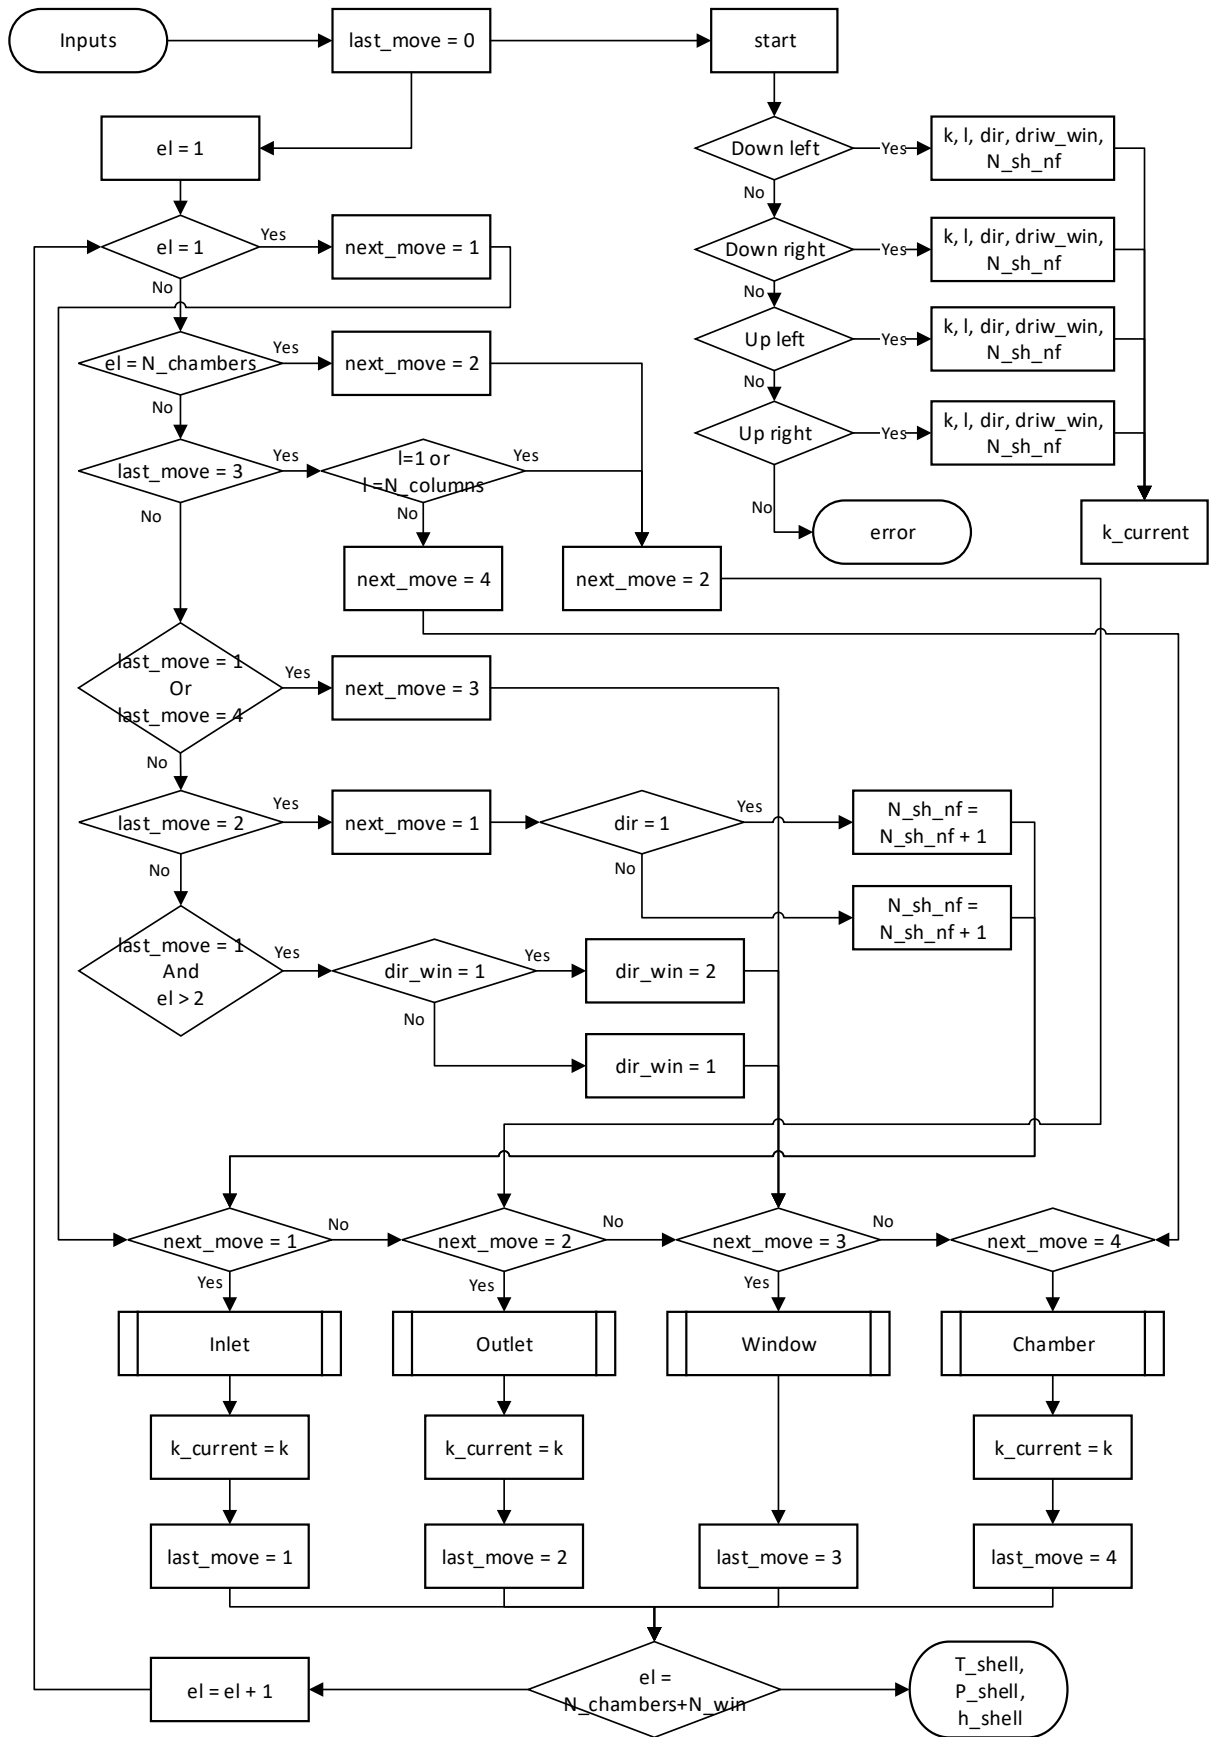 Inputs
last_move = 0
start
el = 1
Down left
Yes
k, l, dir, driw_win,
N_sh_nf
No
el = 1
Yes
next_move = 1
Down right
Yes
k, l, dir, driw_win,
N_sh_nf
No
No
el = N_chambers
Yes
next_move = 2
Up left
Yes
k, l, dir, driw_win,
N_sh_nf
No
No
last_move = 3
Yes
l=1 or
l =N_columns
Yes
Up right
Yes
k, l, dir, driw_win,
N_sh_nf
No
No
No
error
k_current
next_move = 4
next_move = 2
last_move = 1
Or
last_move = 4
Yes
next_move = 3
No
last_move = 2
Yes
next_move = 1
dir = 1
Yes
N_sh_nf =
N_sh_nf + 1
No
No
N_sh_nf =
N_sh_nf + 1
last_move = 1
And
el > 2
Yes
dir_win = 1
Yes
dir_win = 2
No
dir_win = 1
next_move = 1
No
next_move = 2
No
next_move = 3
No
next_move = 4
Yes
Yes
Yes
Inlet
Outlet
Window
Chamber
k_current = k
k_current = k
k_current = k
last_move = 1
last_move = 2
last_move = 3
last_move = 4
el = el + 1
el =
N_chambers+N_win
T_shell,
P_shell,
h_shell